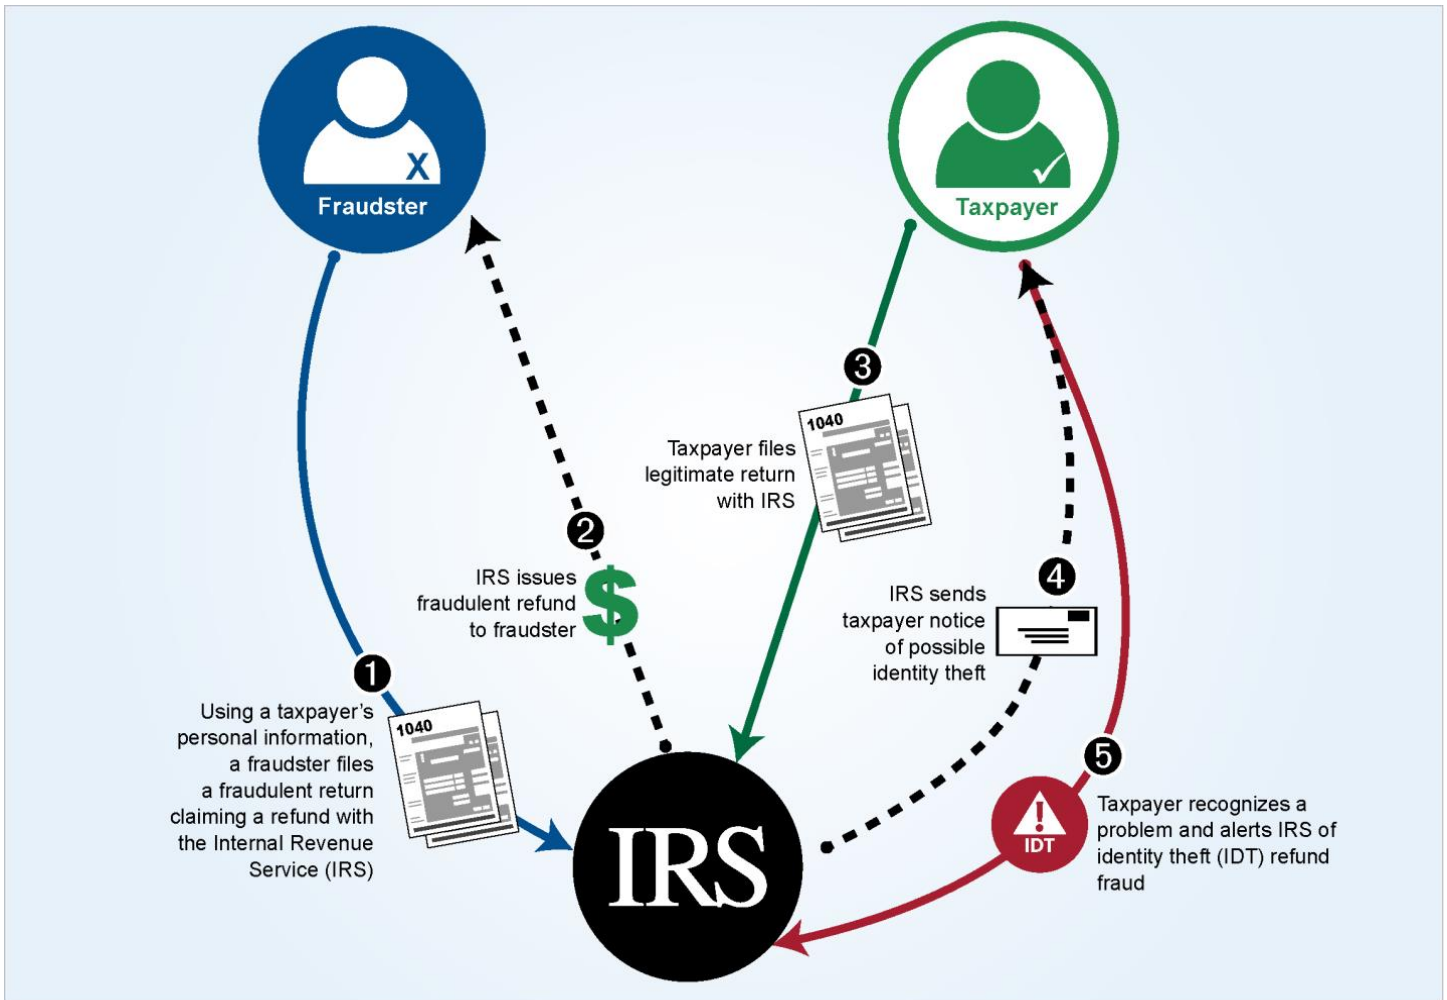 Fraudster
X
Taxpayer
3
1040
Taxpayer files
legitimate return
with IRS
2
IRS issues
fraudulent refund
to fraudster
$
4
IRS sends
taxpayer notice
of possible
identity theft
1
Using a taxpayer's
personal information,
a fraudster files
a fraudulent return
claiming a refund with
the Internal Revenue
Service (IRS)
1040
IRS
5
!
IDT
Taxpayer recognizes a
problem and alerts IRS of
identity theft (IDT) refund
fraud